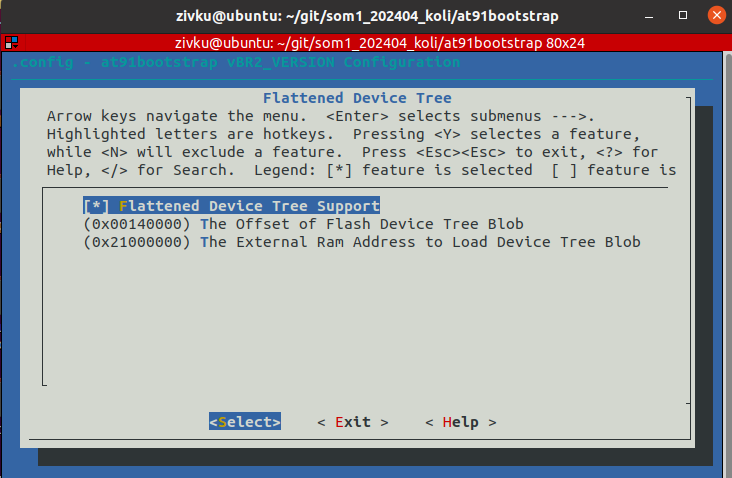 zivku@ubuntu: ~/git/som1_202404_koli/at91bootstrap
zivku@ubuntu: ~/git/som1_202404_koli/at91bootstrap 80x24
.config - at91bootstrap vBR2_VERSION Configuration
Flattened Device Tree
Arrow keys navigate the menu.  <Enter> selects submenus --->.
Highlighted letters are hotkeys.  Pressing <Y> selectes a feature,
while <N> will exclude a feature.  Press <Esc><Esc> to exit, <?> for
Help, </> for Search.  Legend: [*] feature is selected  [ ] feature is
[*] Flattened Device Tree Support
(0x00140000) The Offset of Flash Device Tree Blob
(0x21000000) The External Ram Address to Load Device Tree Blob
<Select>    < Exit >    < Help >